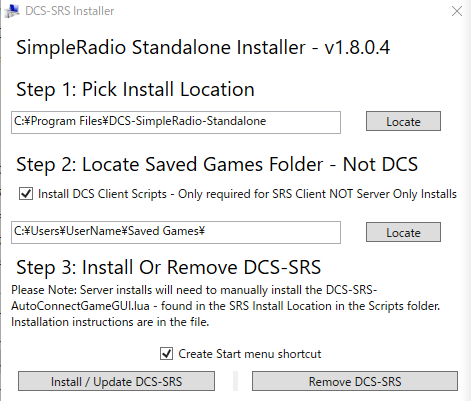 DCS-SRS Installer
SimpleRadio Standalone Installer - v1.8.0.4
Step 1: Pick Install Location
C:¥Program Files¥DCS-SimpleRadio-Standalone
Locate
Step 2: Locate Saved Games Folder - Not DCS
Install DCS Client Scripts - Only required for SRS Client NOT Server Only Installs
C:¥Users¥UserName¥Saved Games¥
Locate
Step 3: Install Or Remove DCS-SRS
Please Note: Server installs will need to manually install the DCS-SRS-
AutoConnectGameGUI.lua - found in the SRS Install Location in the Scripts folder.
Installation instructions are in the file.
Create Start menu shortcut
Install / Update DCS-SRS
Remove DCS-SRS